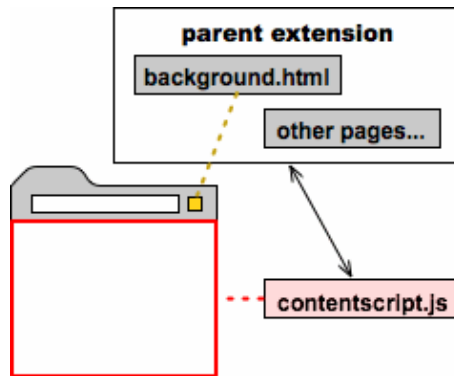 parent extension
background.html
other pages...
contentscript.js